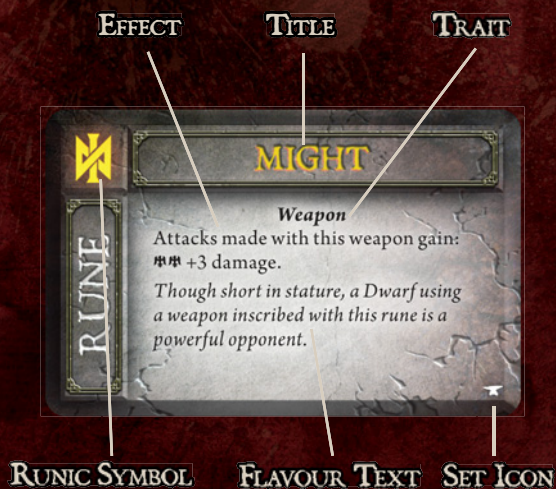 Effect
Title
Trait
MIGHT
RUNE
Weapon
Attacks made with this weapon gain:
+3 damage.
Though short in stature, a Dwarf using
a weapon inscribed with this rune is a
powerful opponent.
Runic Symbol
Flavour Text
Set Icon